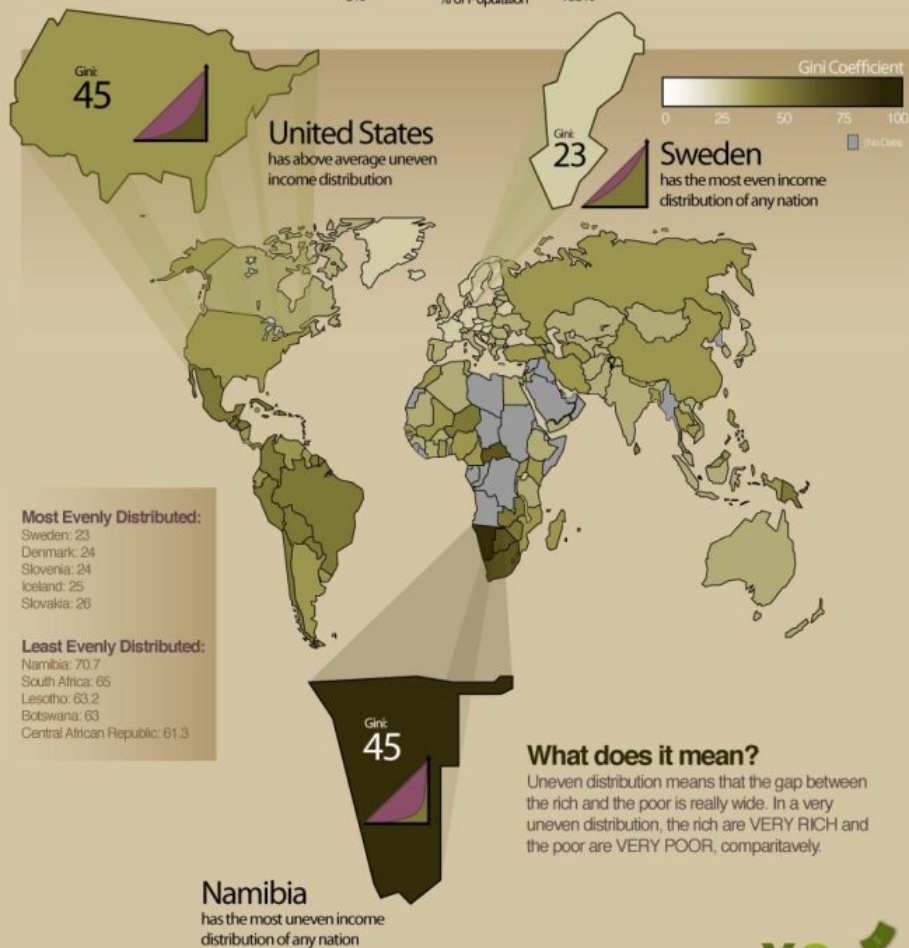 % of Population
Gini Coefficient
0 25 50 75 100
(No Data)
Gini:
45
United States
has above average uneven
income distribution
Gini:
23
Sweden
has the most even income
distribution of any nation
Most Evenly Distributed:
Sweden: 23
Denmark: 24
Slovenia: 24
Iceland: 25
Slovakia: 26
Least Evenly Distributed:
Namibia: 70.7
South Africa: 65
Lesotho: 63.2
Botswana: 63
Central African Republic: 61.3
Gini:
45
Namibia
has the most uneven income
distribution of any nation
What does it mean?
Uneven distribution means that the gap between
the rich and the poor is really wide. In a very
uneven distribution, the rich are VERY RICH and
the poor are VERY POOR, comparitavely.